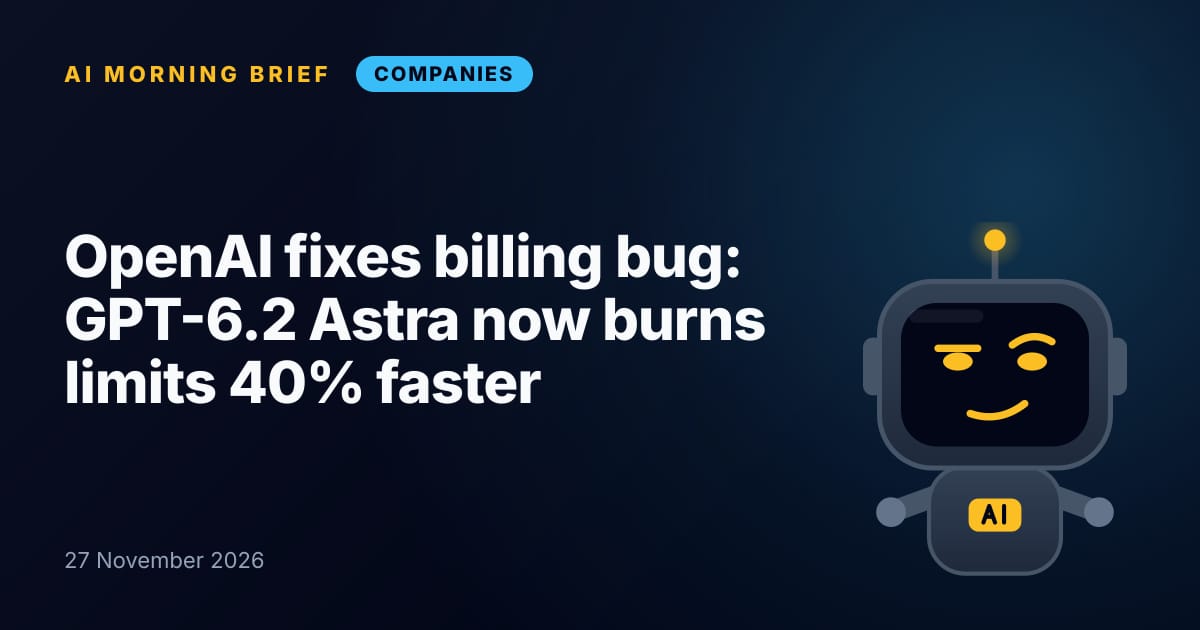 AI MORNING BRIEF
COMPANIES
OpenAI fixes billing bug:
GPT-6.2 Astra now burns
limits 40% faster
AI
27 November 2026